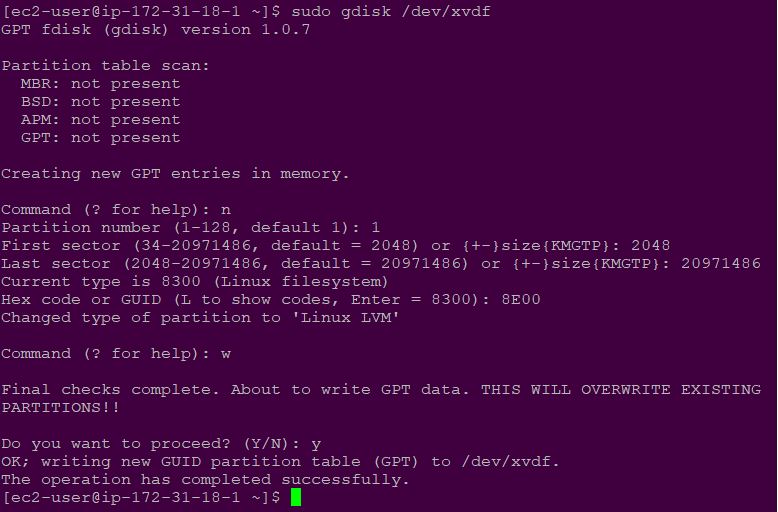 [ec2-user@ip-172-31-18-1 ~]$ sudo gdisk /dev/xvdf
GPT fdisk (gdisk) version 1.0.7

Partition table scan:
  MBR: not present
  BSD: not present
  APM: not present
  GPT: not present

Creating new GPT entries in memory.

Command (? for help): n
Partition number (1-128, default 1): 1
First sector (34-20971486, default = 2048) or {+-}size{KMGTP}: 2048
Last sector (2048-20971486, default = 20971486) or {+-}size{KMGTP}: 20971486
Current type is 8300 (Linux filesystem)
Hex code or GUID (L to show codes, Enter = 8300): 8E00
Changed type of partition to 'Linux LVM'

Command (? for help): w

Final checks complete. About to write GPT data. THIS WILL OVERWRITE EXISTING
PARTITIONS!!

Do you want to proceed? (Y/N): y
OK; writing new GUID partition table (GPT) to /dev/xvdf.
The operation has completed successfully.
[ec2-user@ip-172-31-18-1 ~]$